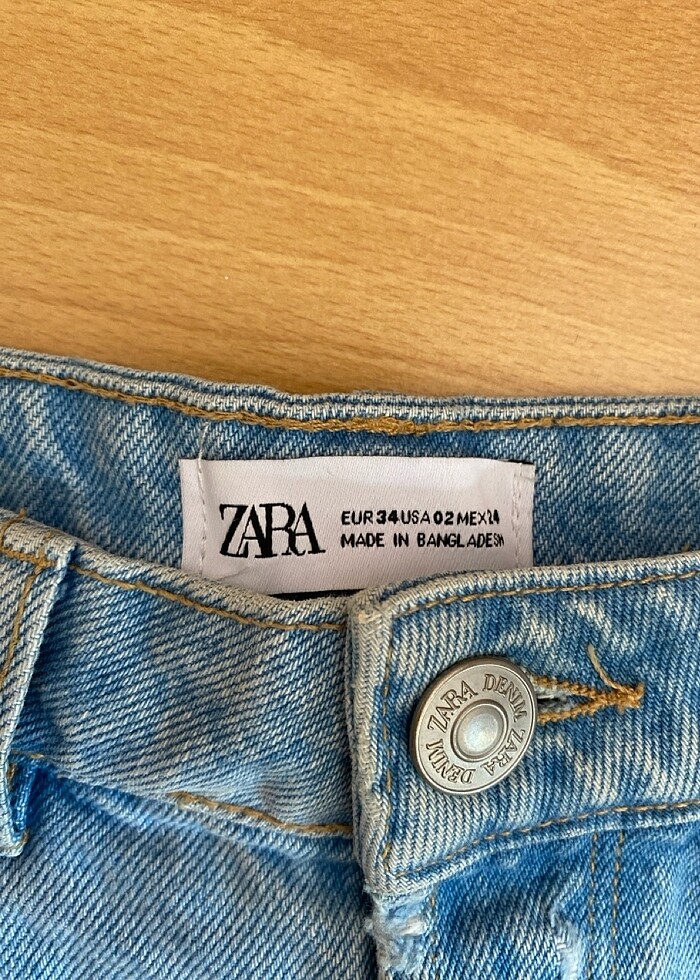 ZARA
EUR 34 USA 02 MEX 24
MADE IN BANGLADESH
ZARA DENIM ZARA DENIM